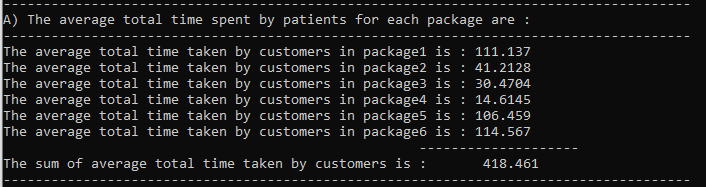 A) The average total time spent by patients for each package are :
The average total time taken by customers in package1 is : 111.137
The average total time taken by customers in package2 is : 41.2128
The average total time taken by customers in package3 is : 30.4704
The average total time taken by customers in package4 is : 14.6145
The average total time taken by customers in package5 is : 106.459
The average total time taken by customers in package6 is : 114.567
The sum of average total time taken by customers is : 418.461